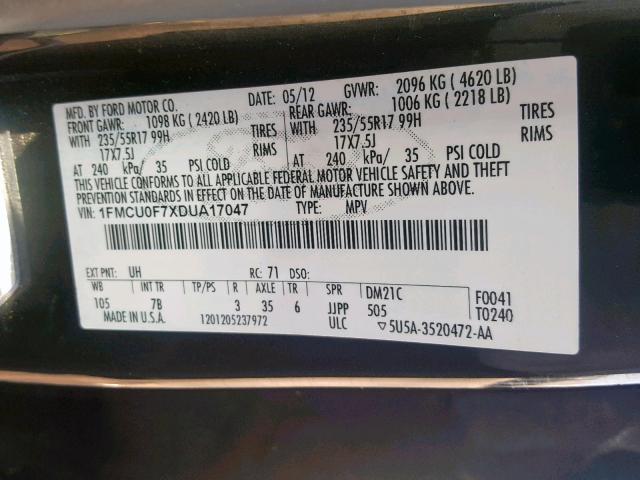 MFD. BY FORD MOTOR CO.
DATE: 05/12 GVWR: 2096 KG ( 4620 LB)
FRONT GAWR: 1098 KG ( 2420 LB) REAR GAWR: 1006 KG ( 2218 LB)
WITH 235/55R17 99H TIRES WITH 235/55R17 99H TIRES
17X7.5J RIMS 17X7.5J RIMS
AT 240 kPa/ 35 PSI COLD AT 240 kPa/ 35 PSI COLD
THIS VEHICLE CONFORMS TO ALL APPLICABLE FEDERAL MOTOR VEHICLE SAFETY AND THEFT
PREVENTION STANDARDS IN EFFECT ON THE DATE OF MANUFACTURE SHOWN ABOVE.
VIN: 1FMCU0F7XDUA17047 TYPE: MPV
EXT PNT: UH RC: 71 DSO:
WB INT TR TP/PS R AXLE TR SPR DM21C F0041
105 7B 3 35 6 JJPP 505 T0240
MADE IN U.S.A. 1201205237972 ULC ▽5U5A-3520472-AA